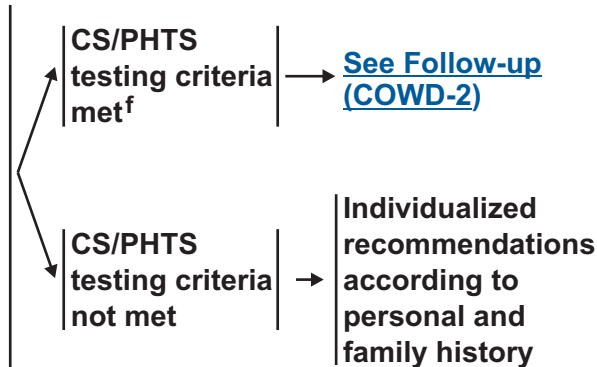 CS/PHTS
testing criteria
metf
See Follow-up
(COWD-2)
CS/PHTS
testing criteria
not met
Individualized
recommendations
according to
personal and
family history